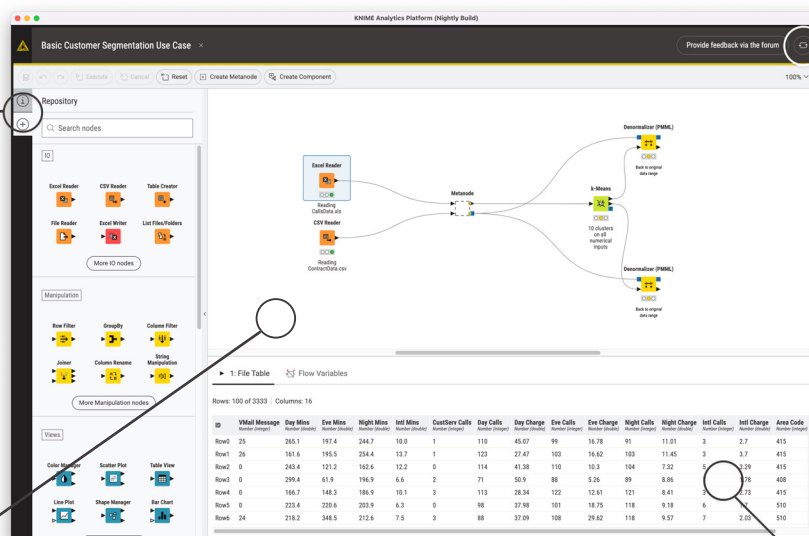 KNIME Analytics Platform (Nightly Build)
Basic Customer Segmentation Use Case ×
Provide feedback via the forum
Execute Cancel Reset Create Metanode Create Component 100%
Repository
Search nodes
IO
Excel Reader CSV Reader Table Creator
File Reader Excel Writer List Files/Folders
More IO nodes
Manipulation
Row Filter GroupBy Column Filter
Joiner Column Rename String Manipulation
More Manipulation nodes
Views
Color Manager Scatter Plot Table View
Line Plot Shape Manager Bar Chart
Excel Reader
Reading
CallsData.xls
CSV Reader
Reading
ContractData.csv
Metanode
k-Means
10 clusters
on all
numerical
inputs
Denormalizer (PMML)
Back to original
data range
Denormalizer (PMML)
Back to original
data range
1: File Table Flow Variables
Rows: 100 of 3333 | Columns: 16
ID VMail Message Day Mins Eve Mins Night Mins Intl Mins CustServ Calls Day Calls Day Charge Eve Calls Eve Charge Night Calls Night Charge Intl Calls Intl Charge Area Code
Number (integer) Number (double) Number (double) Number (double) Number (double) Number (integer) Number (integer) Number (double) Number (integer) Number (double) Number (integer) Number (double) Number (integer) Number (double) Number (integer)
Row0 25 265.1 197.4 244.7 10.0 1 110 45.07 99 16.78 91 11.01 3 2.7 415
Row1 26 161.6 195.5 254.4 13.7 1 123 27.47 103 16.62 103 11.45 3 3.7 415
Row2 0 243.4 121.2 162.6 12.2 0 114 41.38 110 10.3 104 7.32 5 3.29 415
Row3 0 299.4 61.9 196.9 6.6 2 71 50.9 88 5.26 89 8.86 1.78 408
Row4 0 166.7 148.3 186.9 10.1 3 113 28.34 122 12.61 121 8.41 3 2.73 415
Row5 0 223.4 220.6 203.9 6.3 0 98 37.98 101 18.75 118 9.18 6 1.7 510
Row6 24 218.2 348.5 212.6 7.5 3 88 37.09 108 29.62 118 9.57 7 2.03 510